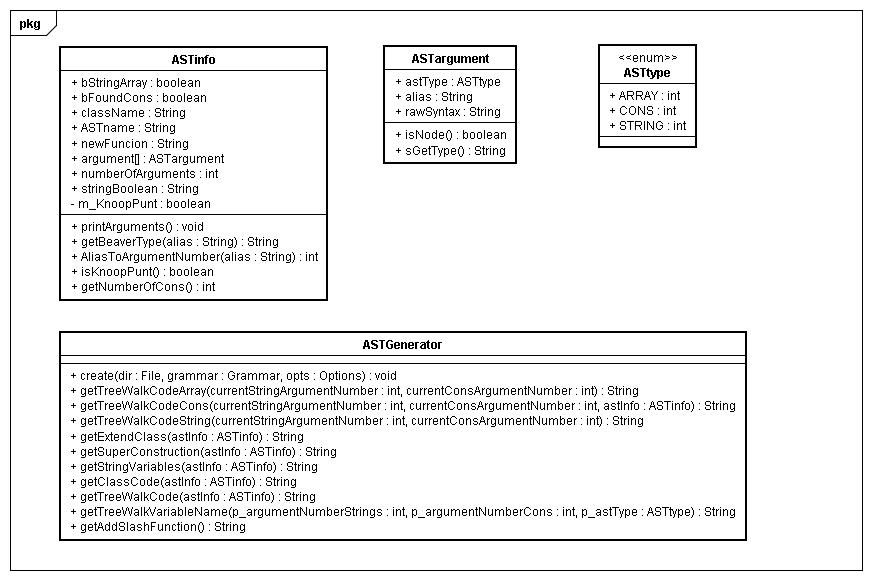 pkg
ASTinfo
+ bStringArray : boolean
+ bFoundCons : boolean
+ className : String
+ ASTname : String
+ newFuncion : String
+ argument[] : ASTargument
+ numberOfArguments : int
+ stringBoolean : String
- m_KnoopPunt : boolean
+ printArguments() : void
+ getBeaverType(alias : String) : String
+ AliasToArgumentNumber(alias : String) : int
+ isKnoopPunt() : boolean
+ getNumberOfCons() : int
ASTargument
+ astType : ASTtype
+ alias : String
+ rawSyntax : String
+ isNode() : boolean
+ sGetType() : String
<<enum>>
ASTtype
+ ARRAY : int
+ CONS : int
+ STRING : int
ASTGenerator
+ create(dir : File, grammar : Grammar, opts : Options) : void
+ getTreeWalkCodeArray(currentStringArgumentNumber : int, currentConsArgumentNumber : int) : String
+ getTreeWalkCodeCons(currentStringArgumentNumber : int, currentConsArgumentNumber : int, astInfo : ASTinfo) : String
+ getTreeWalkCodeString(currentStringArgumentNumber : int, currentConsArgumentNumber : int) : String
+ getExtendClass(astInfo : ASTinfo) : String
+ getSuperConstruction(astInfo : ASTinfo) : String
+ getStringVariables(astInfo : ASTinfo) : String
+ getClassCode(astInfo : ASTinfo) : String
+ getTreeWalkCode(astInfo : ASTinfo) : String
+ getTreeWalkVariableName(p_argumentNumberStrings : int, p_argumentNumberCons : int, p_astType : ASTtype) : String
+ getAddSlashFunction() : String